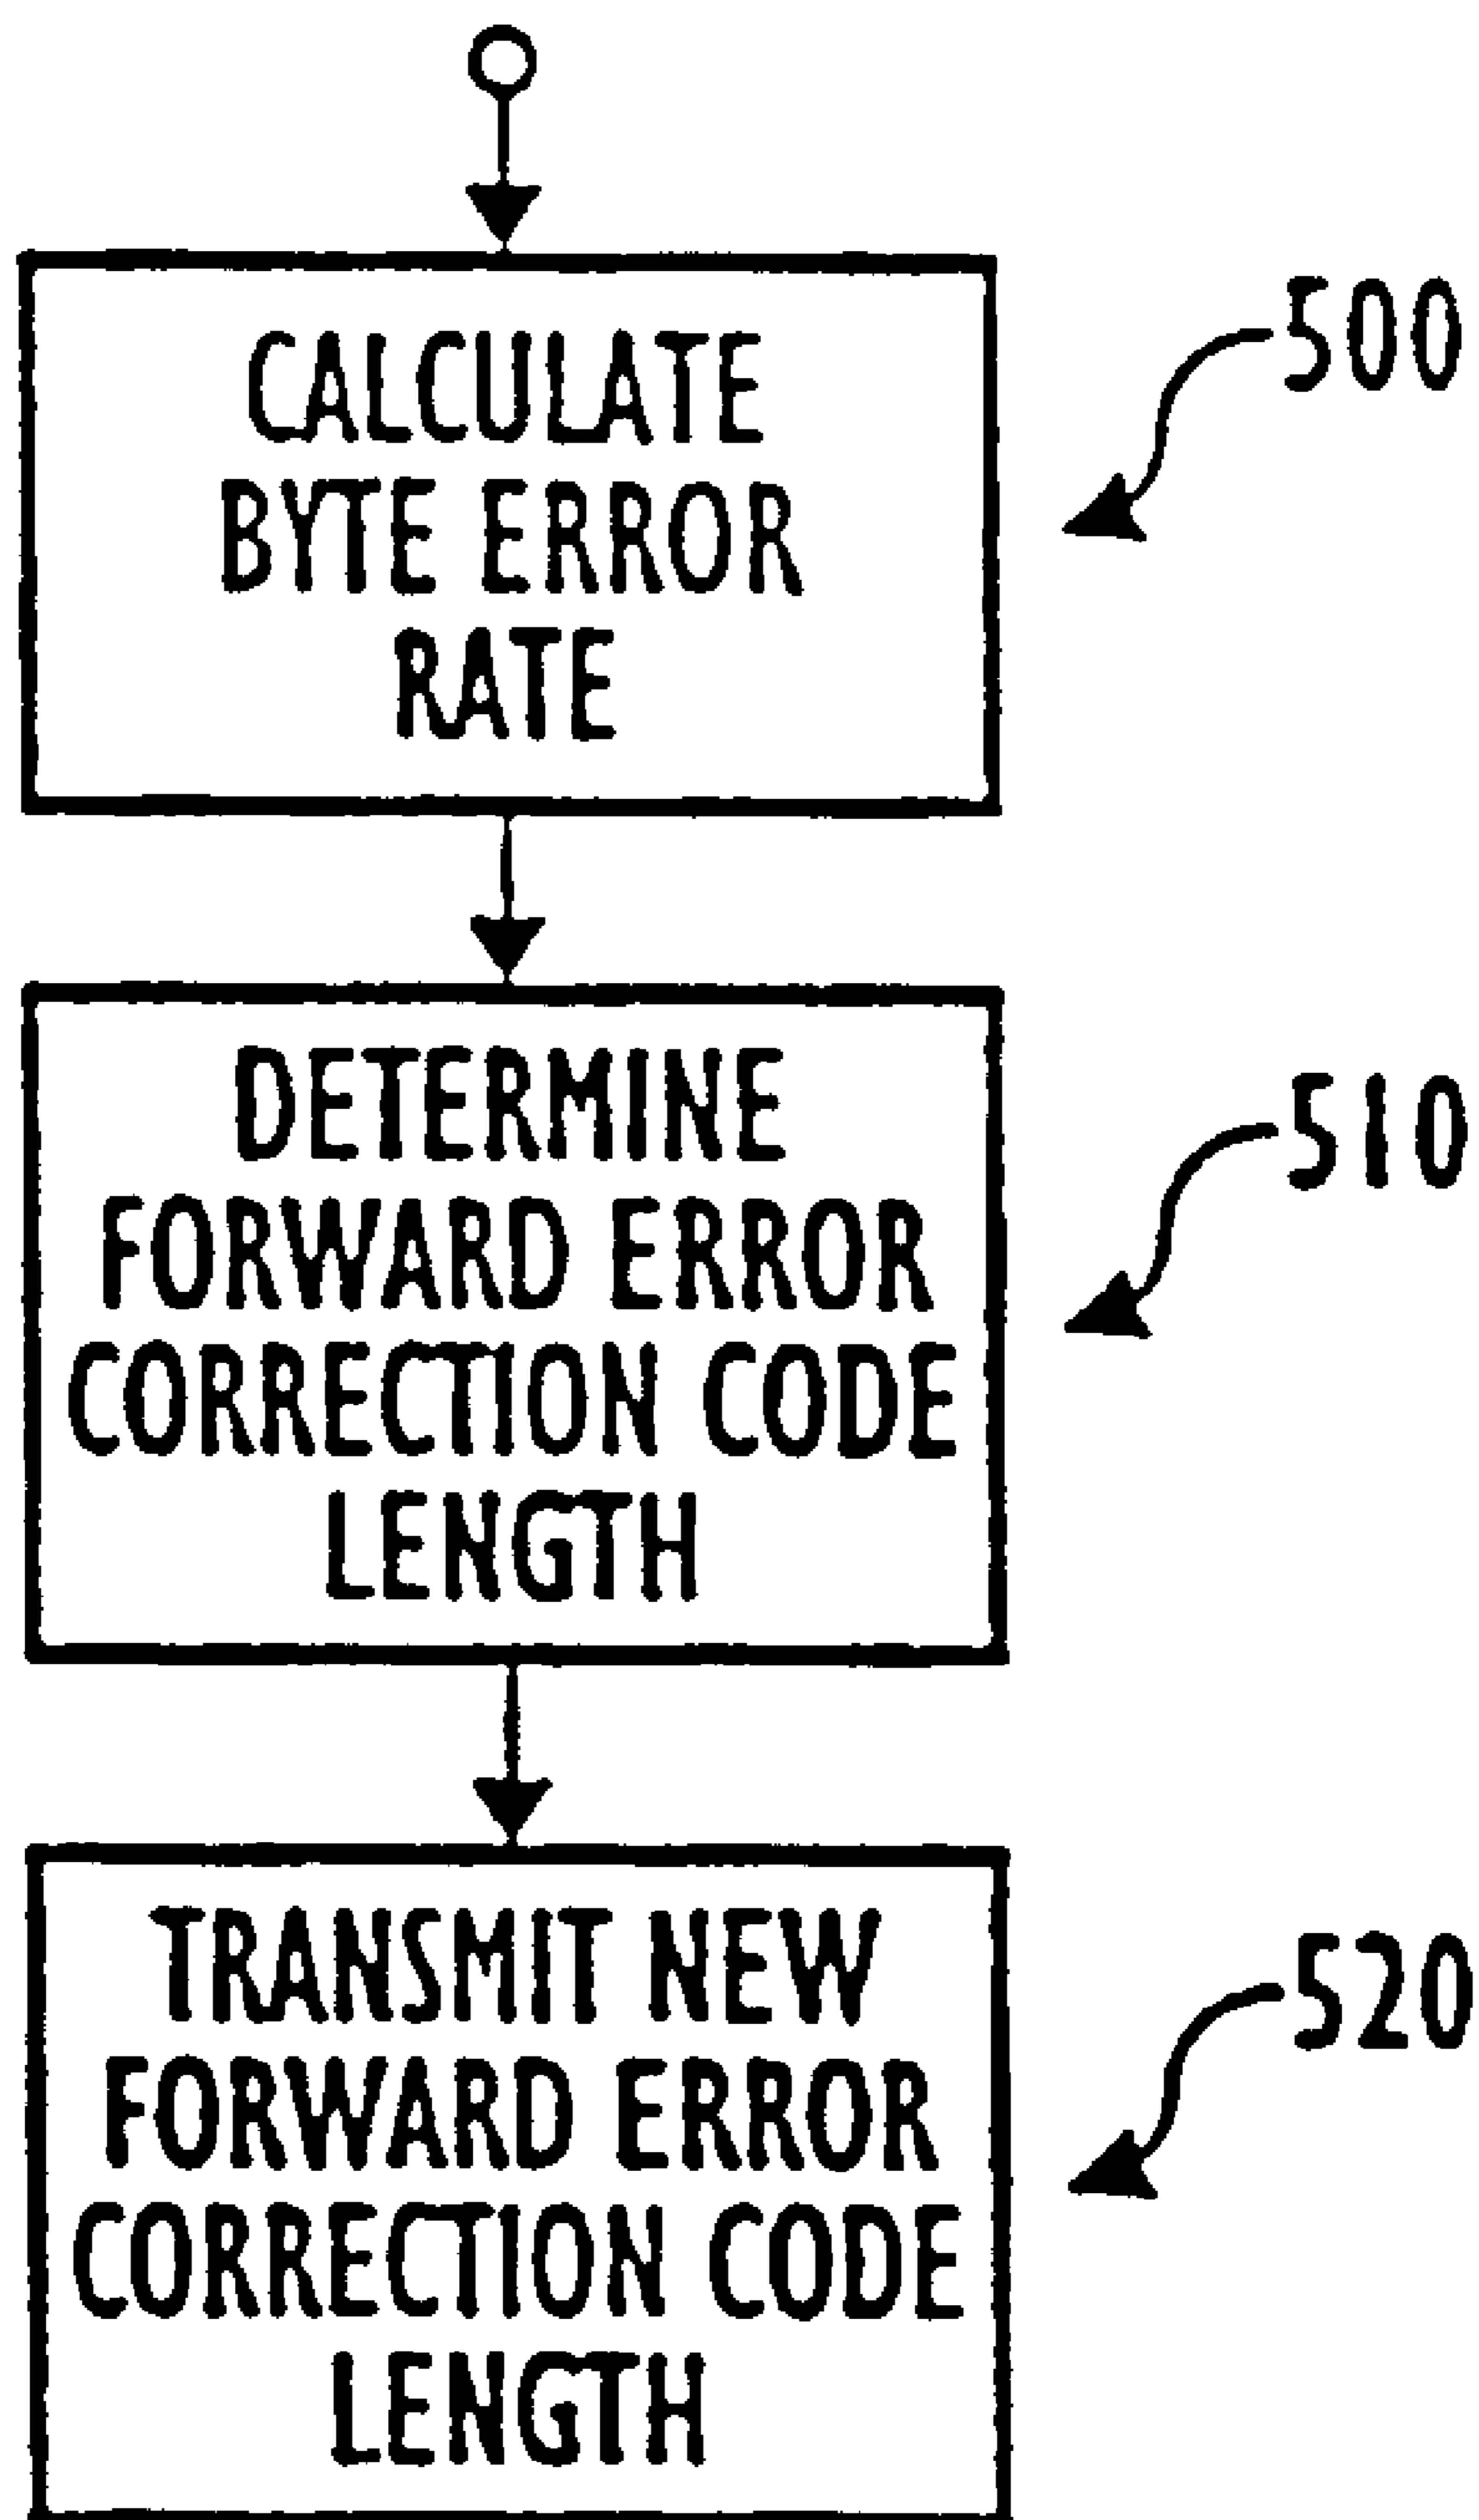 CALCULATE
BYTE ERROR
RATE
500
DETERMINE
FORWARD ERROR
CORRECTION CODE
LENGTH
510
TRANSMIT NEW
FORWARD ERROR
CORRECTION CODE
LENGTH
520